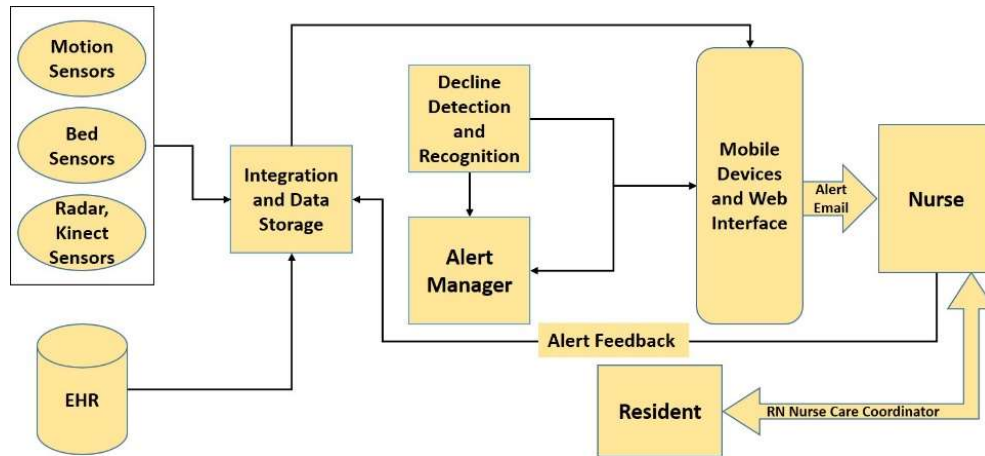 Motion
Sensors
Bed
Sensors
Radar,
Kinect
Sensors
EHR
Integration
and Data
Storage
Decline
Detection
and
Recognition
Alert
Manager
Mobile
Devices
and Web
Interface
Alert
Email
Nurse
Alert Feedback
Resident
RN Nurse Care Coordinator